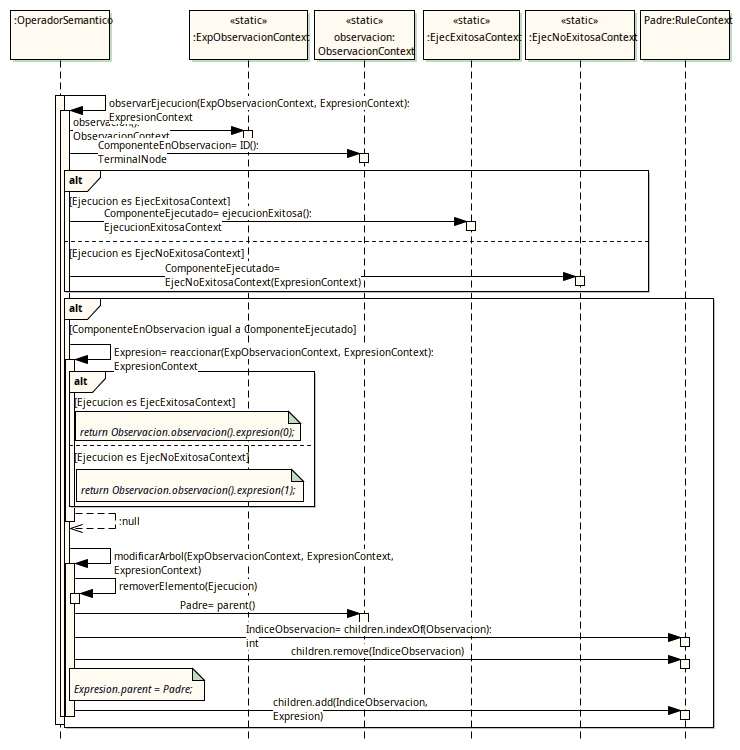 :OperadorSemantico
«static»
:ExpObservacionContext
«static»
observacion:
ObservacionContext
«static»
:EjecExitosaContext
«static»
:EjecNoExitosaContext
Padre:RuleContext
observarEjecucion(ExpObservacionContext, ExpresionContext):
ExpresionContext
observacion():
ObservacionContext
ComponenteEnObservacion= ID():
TerminalNode
alt
[Ejecucion es EjecExitosaContext]
ComponenteEjecutado= ejecucionExitosa():
EjecucionExitosaContext
[Ejecucion es EjecNoExitosaContext]
ComponenteEjecutado=
EjecNoExitosaContext(ExpresionContext)
alt
[ComponenteEnObservacion igual a ComponenteEjecutado]
Expresion= reaccionar(ExpObservacionContext, ExpresionContext):
ExpresionContext
alt
[Ejecucion es EjecExitosaContext]
return Observacion.observacion().expresion(0);
[Ejecucion es EjecNoExitosaContext]
return Observacion.observacion().expresion(1);
:null
modificarArbol(ExpObservacionContext, ExpresionContext,
ExpresionContext)
removerElemento(Ejecucion)
Padre= parent()
IndiceObservacion= children.indexOf(Observacion):
int
children.remove(IndiceObservacion)
Expresion.parent = Padre;
children.add(IndiceObservacion,
Expresion)